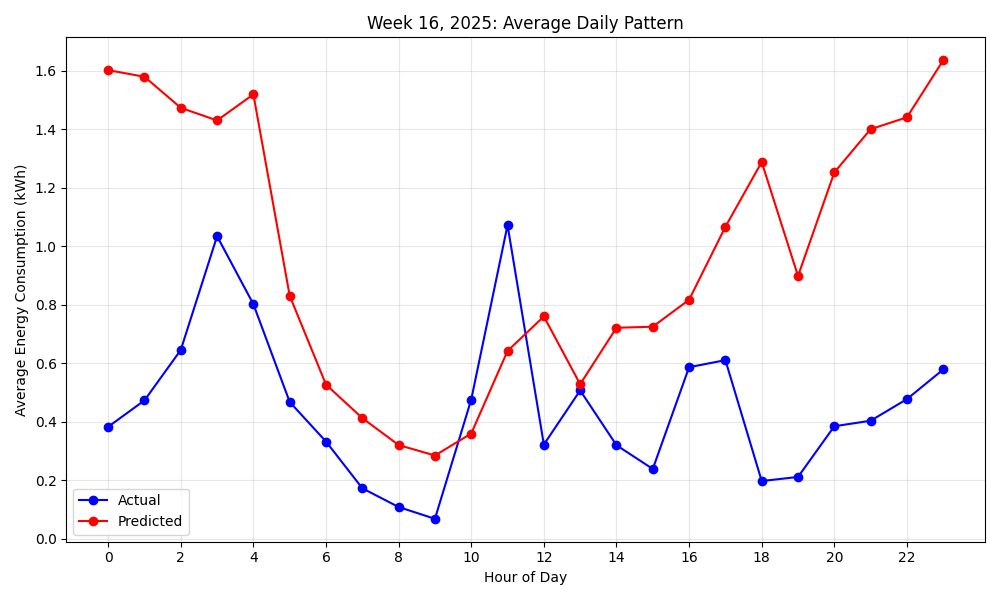 Week 16, 2025: Average Daily Pattern
Average Energy Consumption (kWh)
1.6
1.4
1.2
1.0
0.8
0.6
0.4
0.2
0.0
Actual
Predicted
0 2 4 6 8 10 12 14 16 18 20 22
Hour of Day